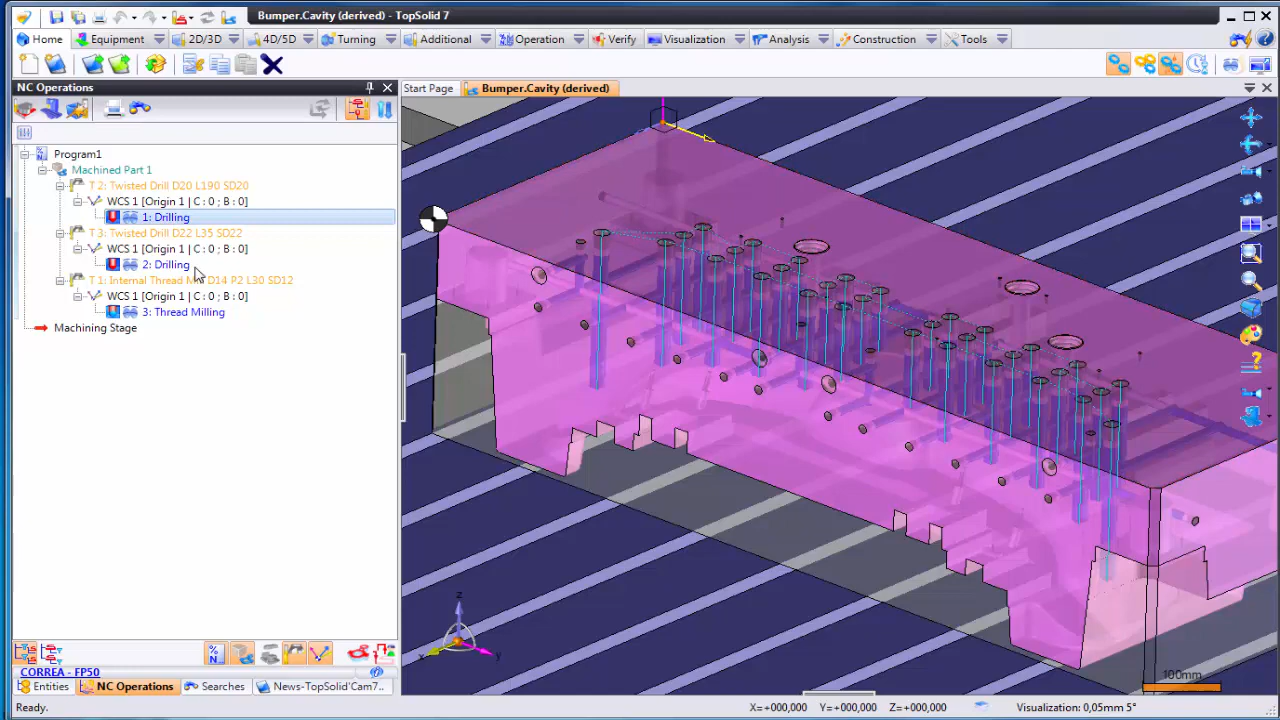 Bumper.Cavity (derived) - TopSolid 7
Home Equipment 2D/3D 4D/5D Turning Additional Operation Verify Visualization Analysis Construction Tools
NC Operations
Start Page Bumper.Cavity (derived)
Program1
Machined Part 1
T 2: Twisted Drill D20 L190 SD20
WCS 1 [Origin 1 | C: 0 ; B : 0]
1: Drilling
T 3: Twisted Drill D22 L35 SD22
WCS 1 [Origin 1 | C: 0 ; B : 0]
2: Drilling
T 1: Internal Thread D14 P2 L30 SD12
WCS 1 [Origin 1 | C: 0 ; B : 0]
3: Thread Milling
Machining Stage
z
x
y
100mm
CORREA - FP50
Entities NC Operations Searches News-TopSolid'Cam7..
Ready. X=+000,000 Y=+000,000 Z=+000,000 Visualization: 0,05mm 5°